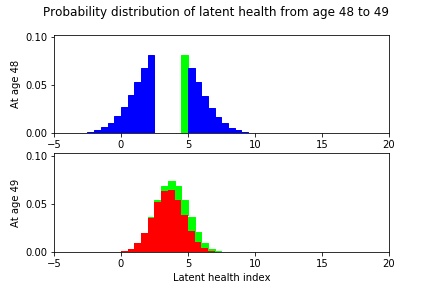 Probability distribution of latent health from age 48 to 49
At age 48
0.10
0.05
0.00
−5 0 5 10 15 20
At age 49
0.10
0.05
0.00
−5 0 5 10 15 20
Latent health index